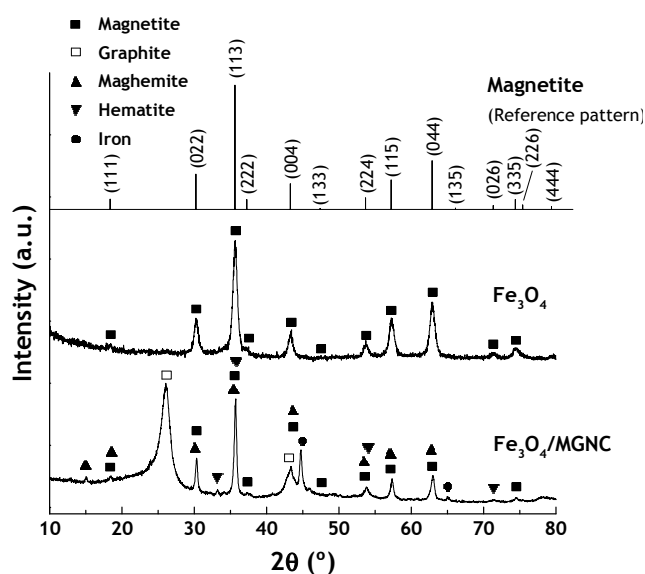 Magnetite
Graphite
Maghemite
Hematite
Iron
Magnetite
(Reference pattern)
(111)
(022)
(113)
(222)
(004)
(133)
(224)
(115)
(044)
(135)
(026)
(335)
(226)
(444)
Intensity (a.u.)
Fe₃O₄
Fe₃O₄/MGNC
10 20 30 40 50 60 70 80
2θ (°)